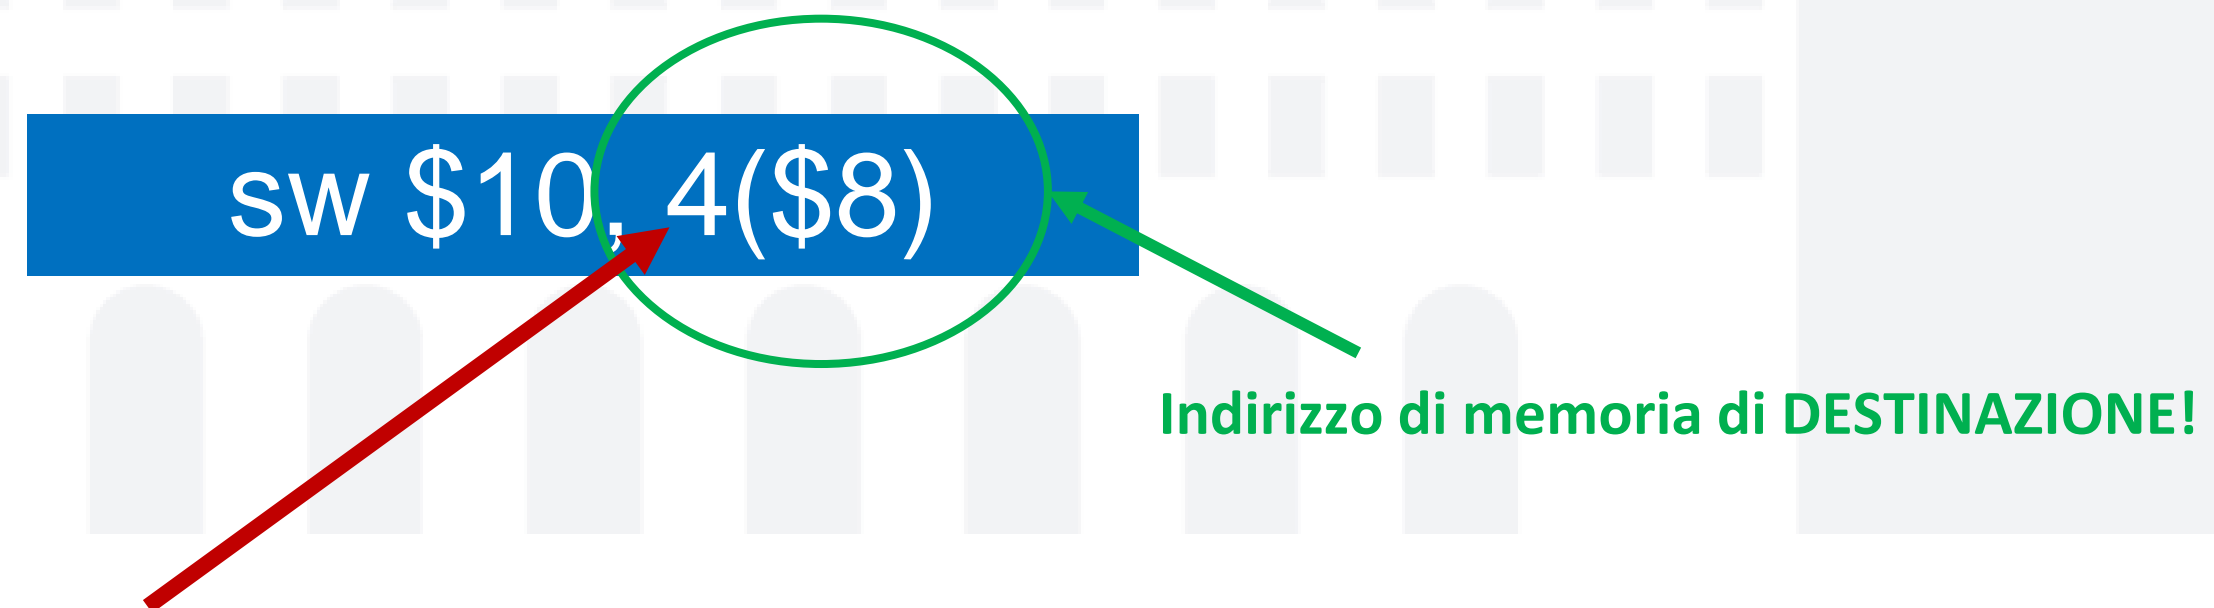 sw $10, 4($8)
Indirizzo di memoria di DESTINAZIONE!